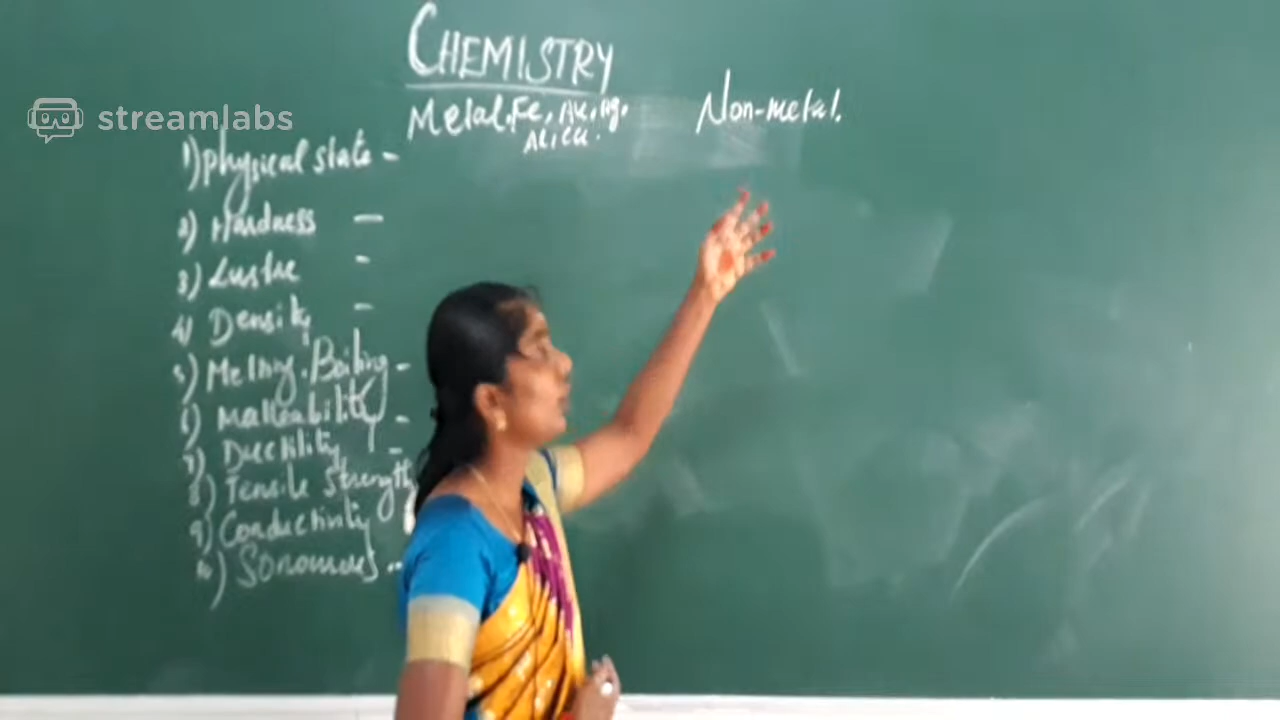 streamlabs
CHEMISTRY
Metal. Fe, Au, Ag,
Al, Cu.
Non-metal.
1) Physical state -
2) Hardness -
3) Lustre -
4) Density -
5) Melting. Boiling -
6) Malleability -
7) Ductility -
8) Tensile Strength
9) Conductivity
10) Sonorous -